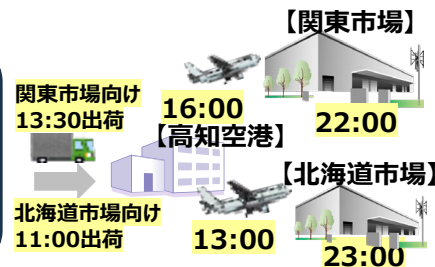 【関東市場】
関東市場向け
13:30出荷
16:00
22:00
【高知空港】
【北海道市場】
北海道市場向け
11:00出荷
13:00
23:00